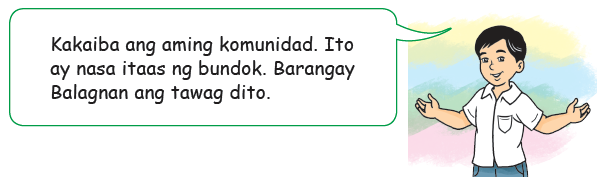 Kakaiba ang aming komunidad. Ito
ay nasa itaas ng bundok. Barangay
Balagnan ang tawag dito.